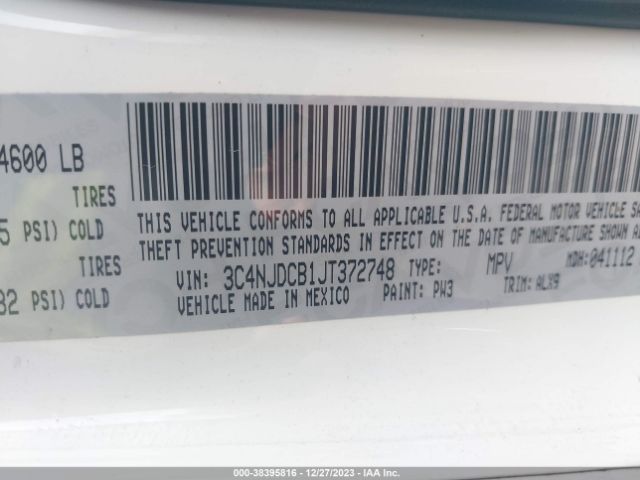 4600 LB
TIRES
5 PSI) COLD
TIRES
32 PSI) COLD
THIS VEHICLE CONFORMS TO ALL APPLICABLE U.S.A. FEDERAL MOTOR VEHICLE SA
THEFT PREVENTION STANDARDS IN EFFECT ON THE DATE OF MANUFACTURE SHOWN A
VIN: 3C4NJDCB1JT372748 TYPE: MPV MDH: 041112
VEHICLE MADE IN MEXICO PAINT: PW3 TRIM: ALX9
000-38395816 - 12/27/2023 - IAA Inc.